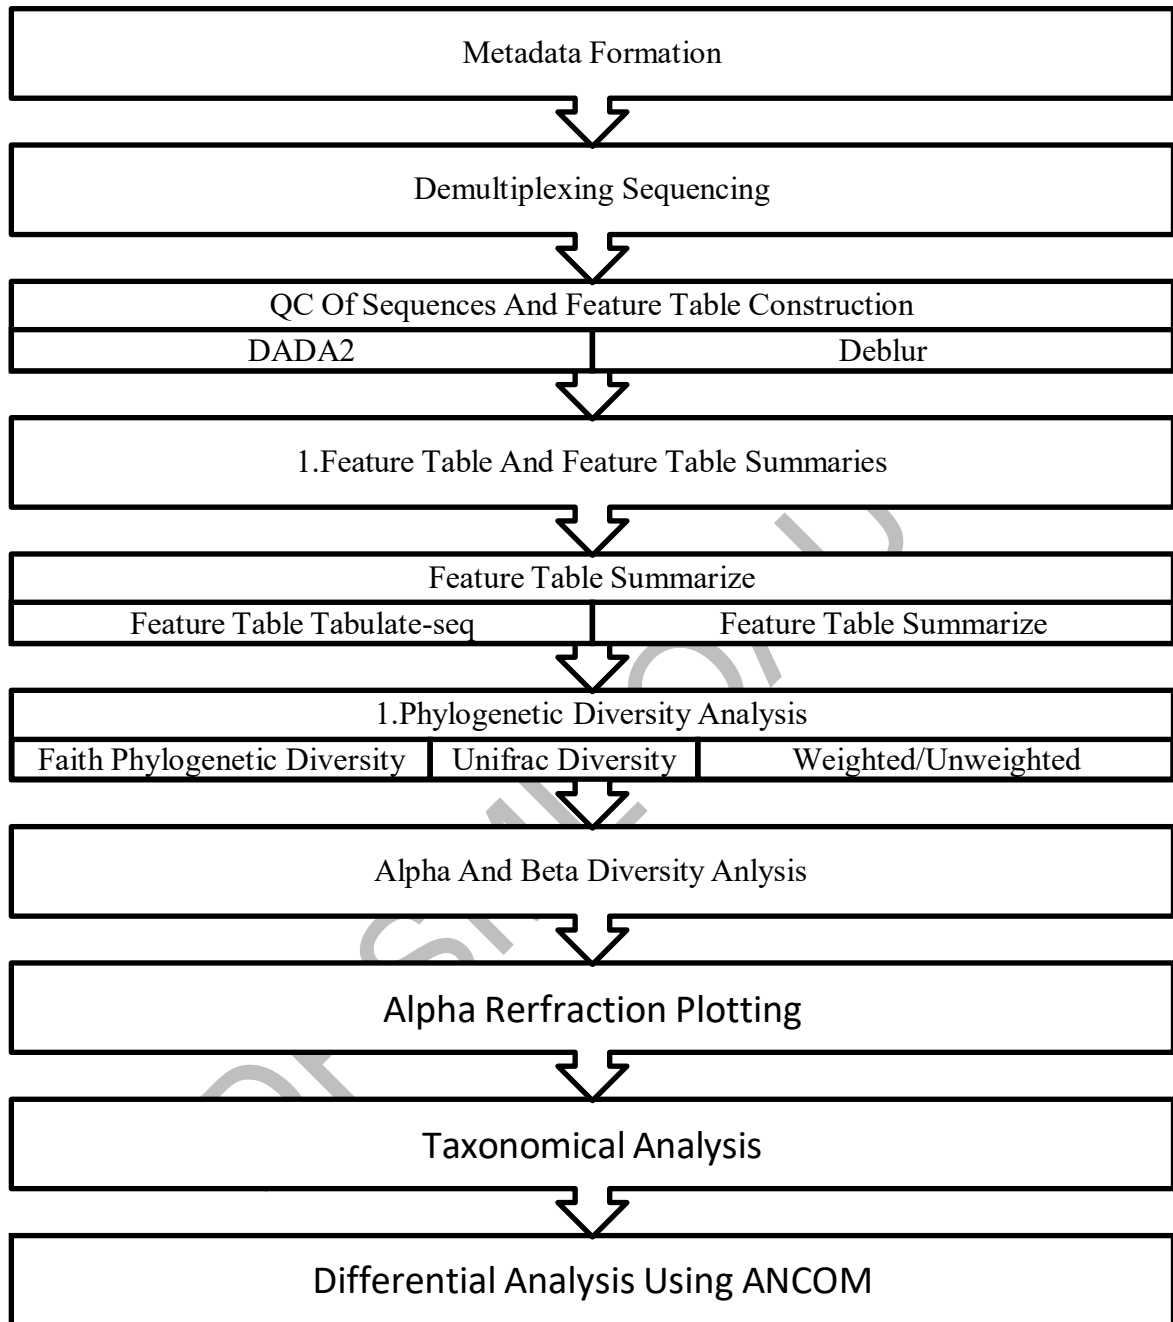 Metadata Formation
Demultiplexing Sequencing
QC Of Sequences And Feature Table Construction
DADA2
Deblur
1.Feature Table And Feature Table Summaries
Feature Table Summarize
Feature Table Tabulate-seq
Feature Table Summarize
1.Phylogenetic Diversity Analysis
Faith Phylogenetic Diversity
Unifrac Diversity
Weighted/Unweighted
Alpha And Beta Diversity Anlysis
Alpha Rerfraction Plotting
Taxonomical Analysis
Differential Analysis Using ANCOM